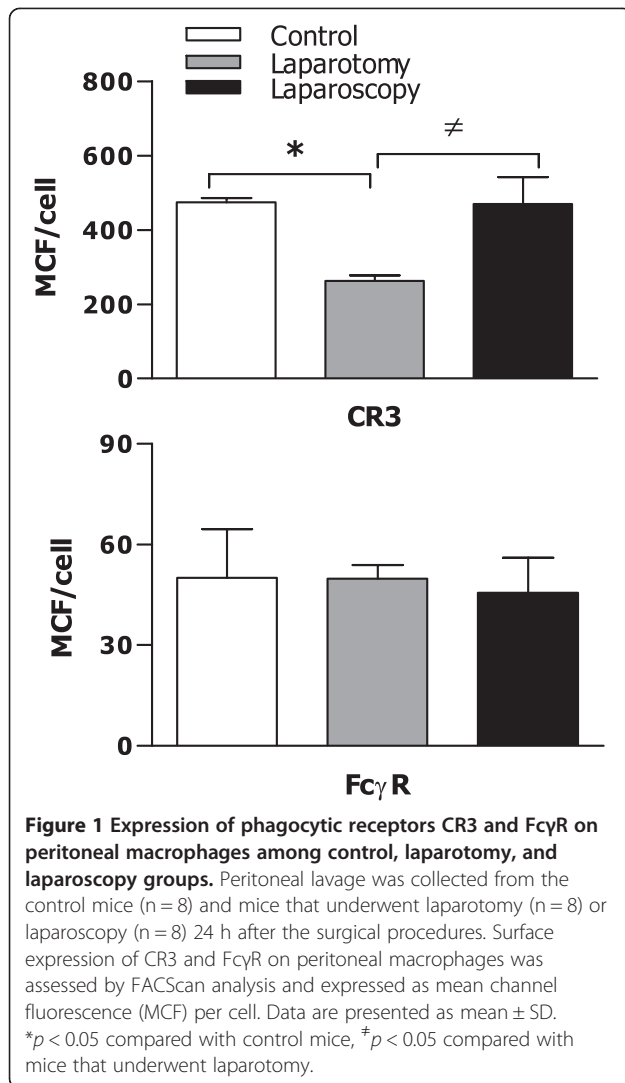 Control
Laparotomy
Laparoscopy
800
600
400
200
0
MCF/cell
*
≠
CR3
90
60
30
0
MCF/cell
Fcγ R
Figure 1 Expression of phagocytic receptors CR3 and FcγR on
peritoneal macrophages among control, laparotomy, and
laparoscopy groups. Peritoneal lavage was collected from the
control mice (n = 8) and mice that underwent laparotomy (n = 8) or
laparoscopy (n = 8) 24 h after the surgical procedures. Surface
expression of CR3 and FcγR on peritoneal macrophages was
assessed by FACScan analysis and expressed as mean channel
fluorescence (MCF) per cell. Data are presented as mean ± SD.
*p < 0.05 compared with control mice, ≠p < 0.05 compared with
mice that underwent laparotomy.